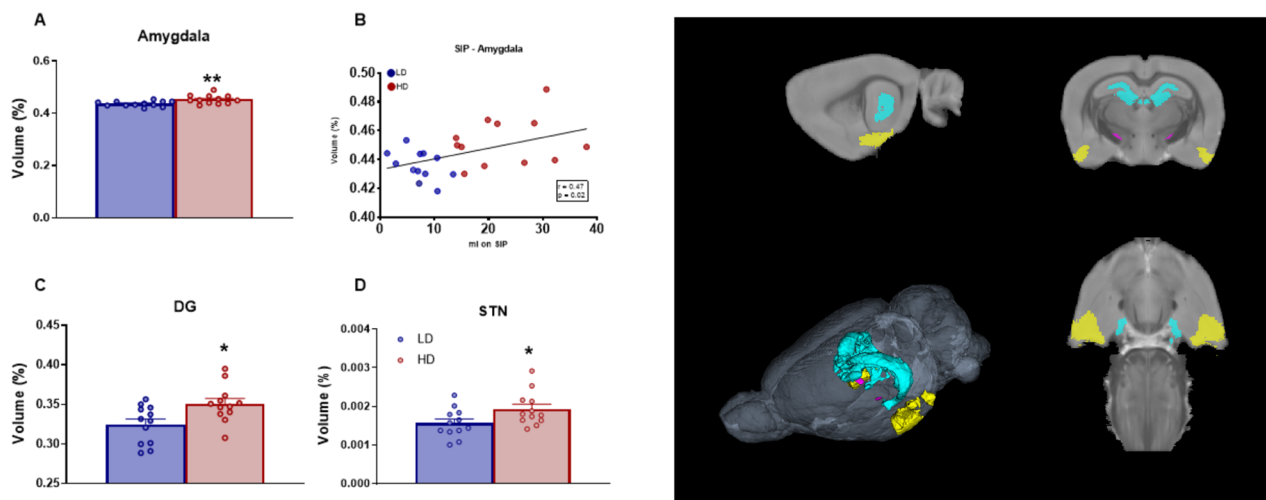 A
Amygdala
**
Volume (%)
0.6
0.4
0.2
0.0
B
SIP - Amygdala
LD
HD
Volume (%)
0.50
0.48
0.46
0.44
0.42
0.40
r = 0.47
p = 0.02
0 10 20 30 40
ml on SIP
C
DG
*
Volume (%)
0.45
0.40
0.35
0.30
0.25
D
STN
LD
HD
*
Volume (%)
0.004
0.003
0.002
0.001
0.000